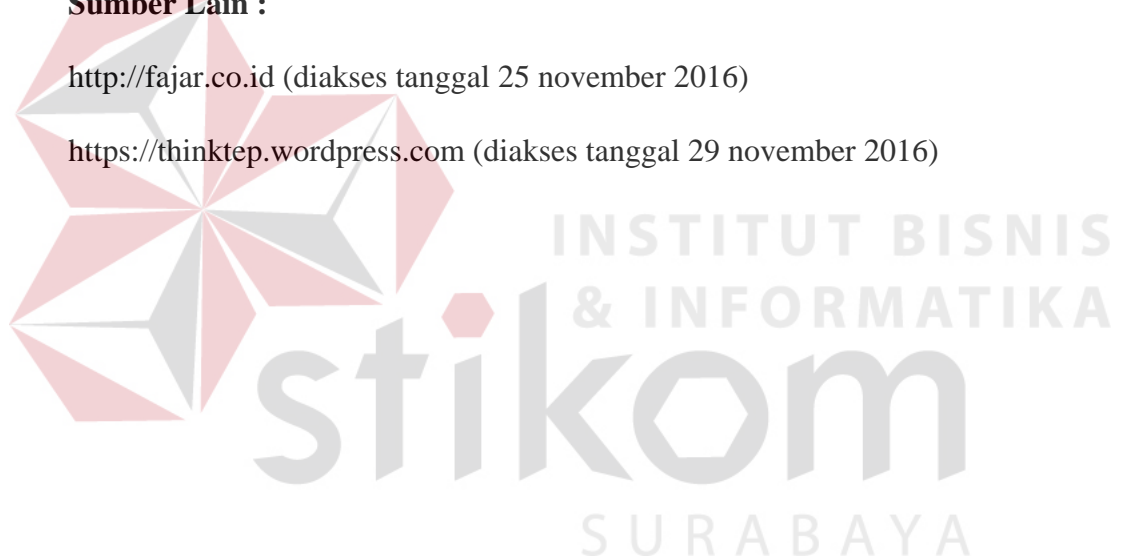 Sumber Lain :
http://fajar.co.id (diakses tanggal 25 november 2016)
https://thinktep.wordpress.com (diakses tanggal 29 november 2016)
INSTITUT BISNIS
& INFORMATIKA
stikom
SURABAYA